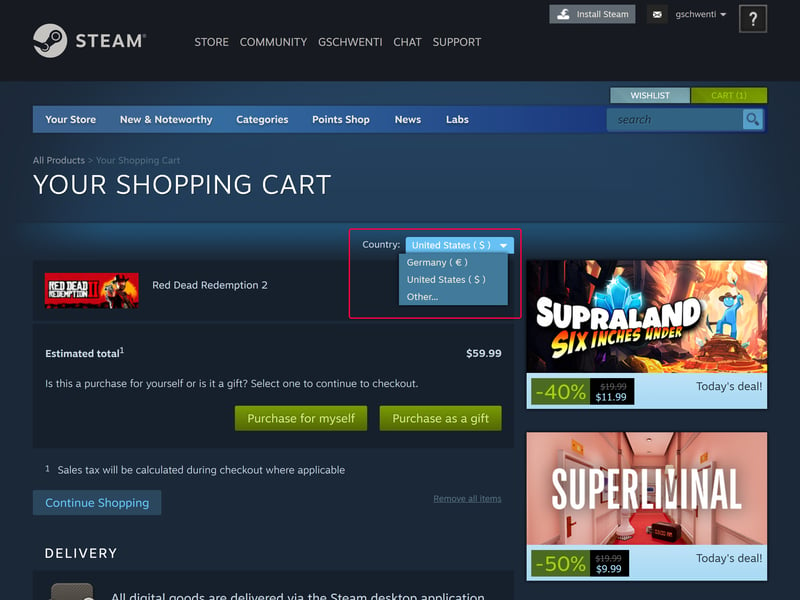 Install Steam
gschwenti
?
STEAM®
STORE COMMUNITY GSCHWENTI CHAT SUPPORT
WISHLIST
CART (1)
Your Store New & Noteworthy Categories Points Shop News Labs
search
All Products > Your Shopping Cart
YOUR SHOPPING CART
Country: United States ( $ )
Germany ( € )
United States ( $ )
Other...
RED DEAD
REDEMPTION II
Red Dead Redemption 2
Estimated total¹
$59.99
Is this a purchase for yourself or is it a gift? Select one to continue to checkout.
Purchase for myself
Purchase as a gift
1 Sales tax will be calculated during checkout where applicable
Continue Shopping
Remove all items
DELIVERY
All digital goods are delivered via the Steam desktop application
SUPRALAND
SIX INCHES UNDER
-40%
$19.99
$11.99
Today's deal!
SUPERLIMINAL
-50%
$19.99
$9.99
Today's deal!